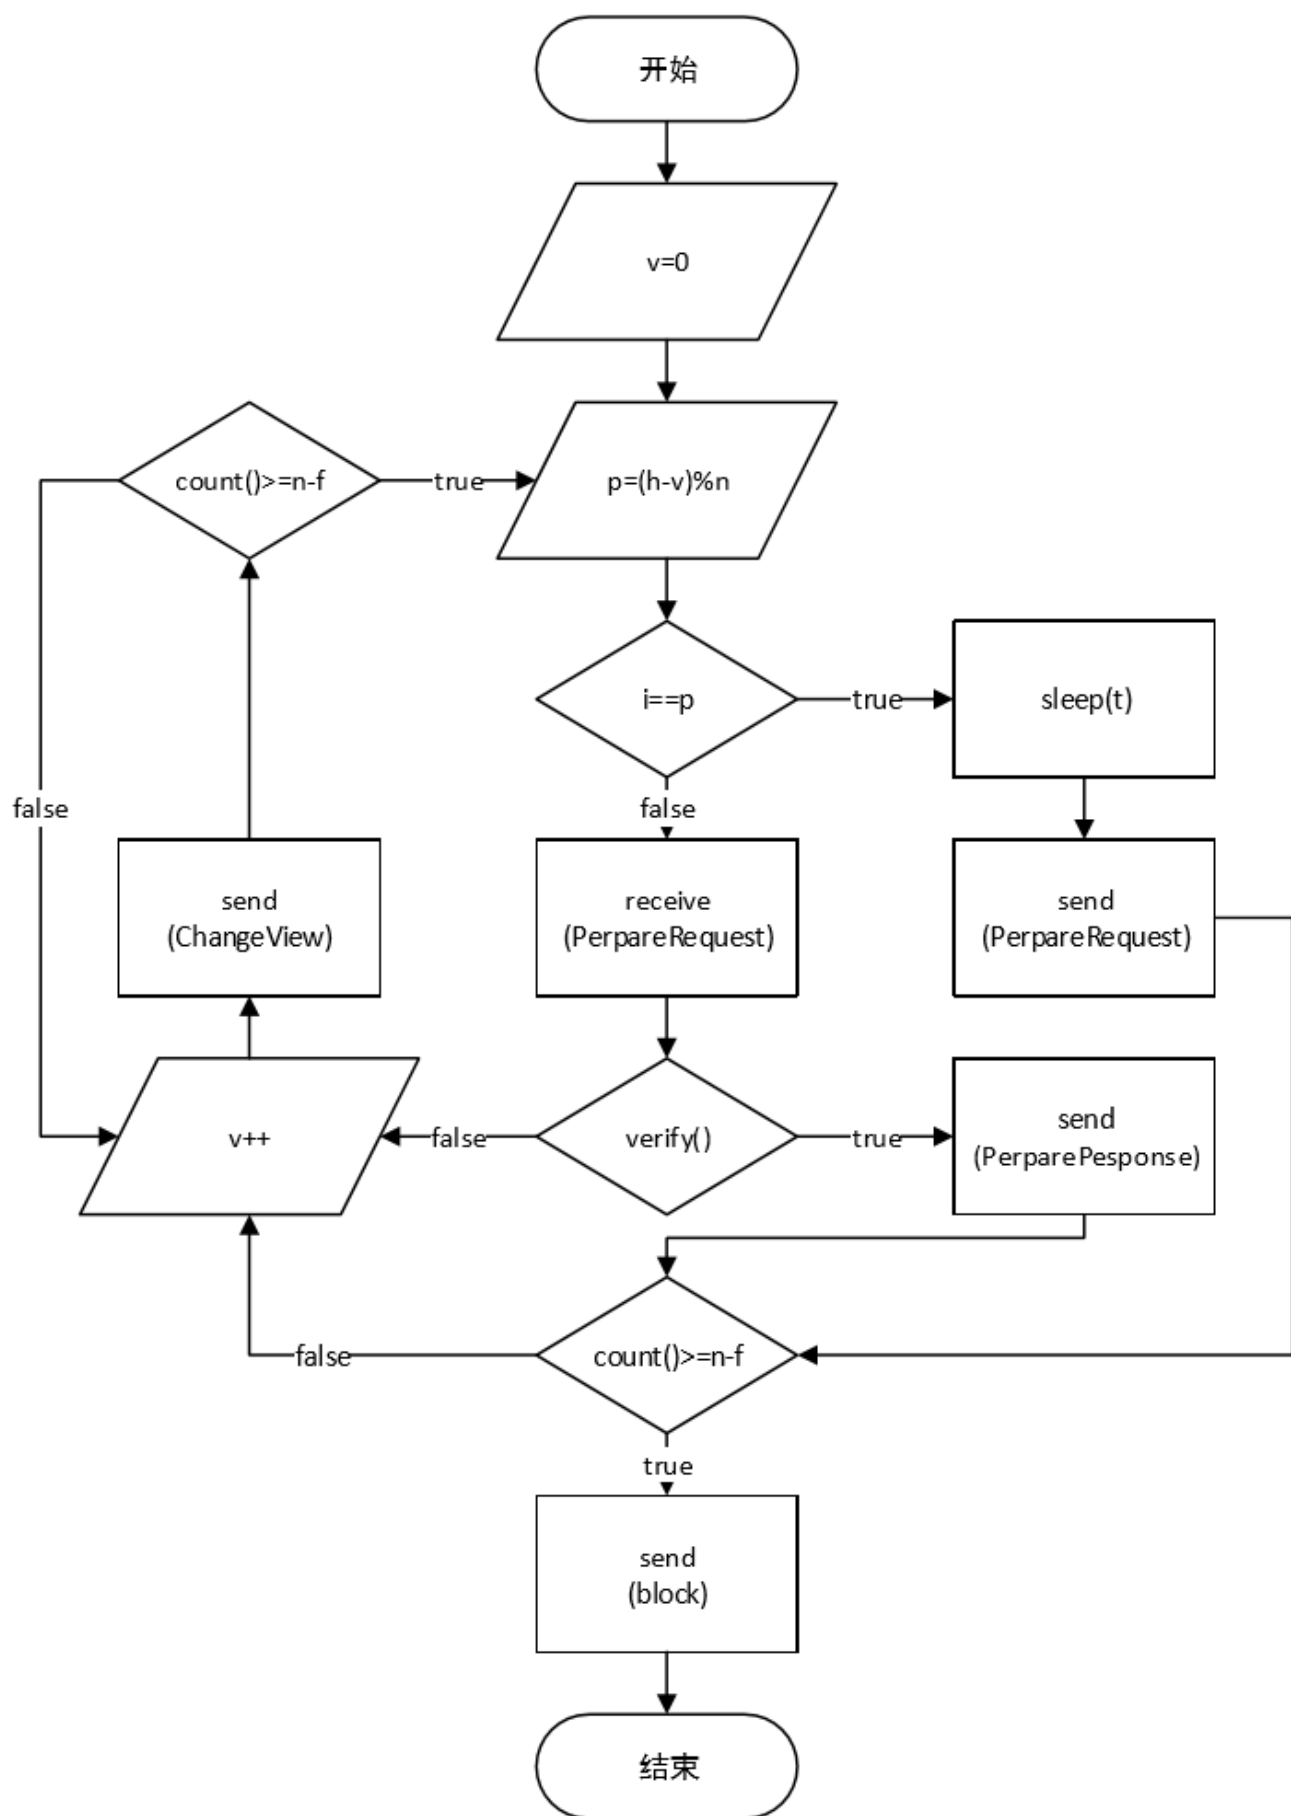 开始
v=0
count()>=n-f
true
p=(h-v)%n
i==p
true
sleep(t)
false
false
send
(ChangeView)
receive
(PerpareRequest)
send
(PerpareRequest)
v++
false
verify()
true
send
(PerparePesponse)
false
count()>=n-f
true
send
(block)
结束